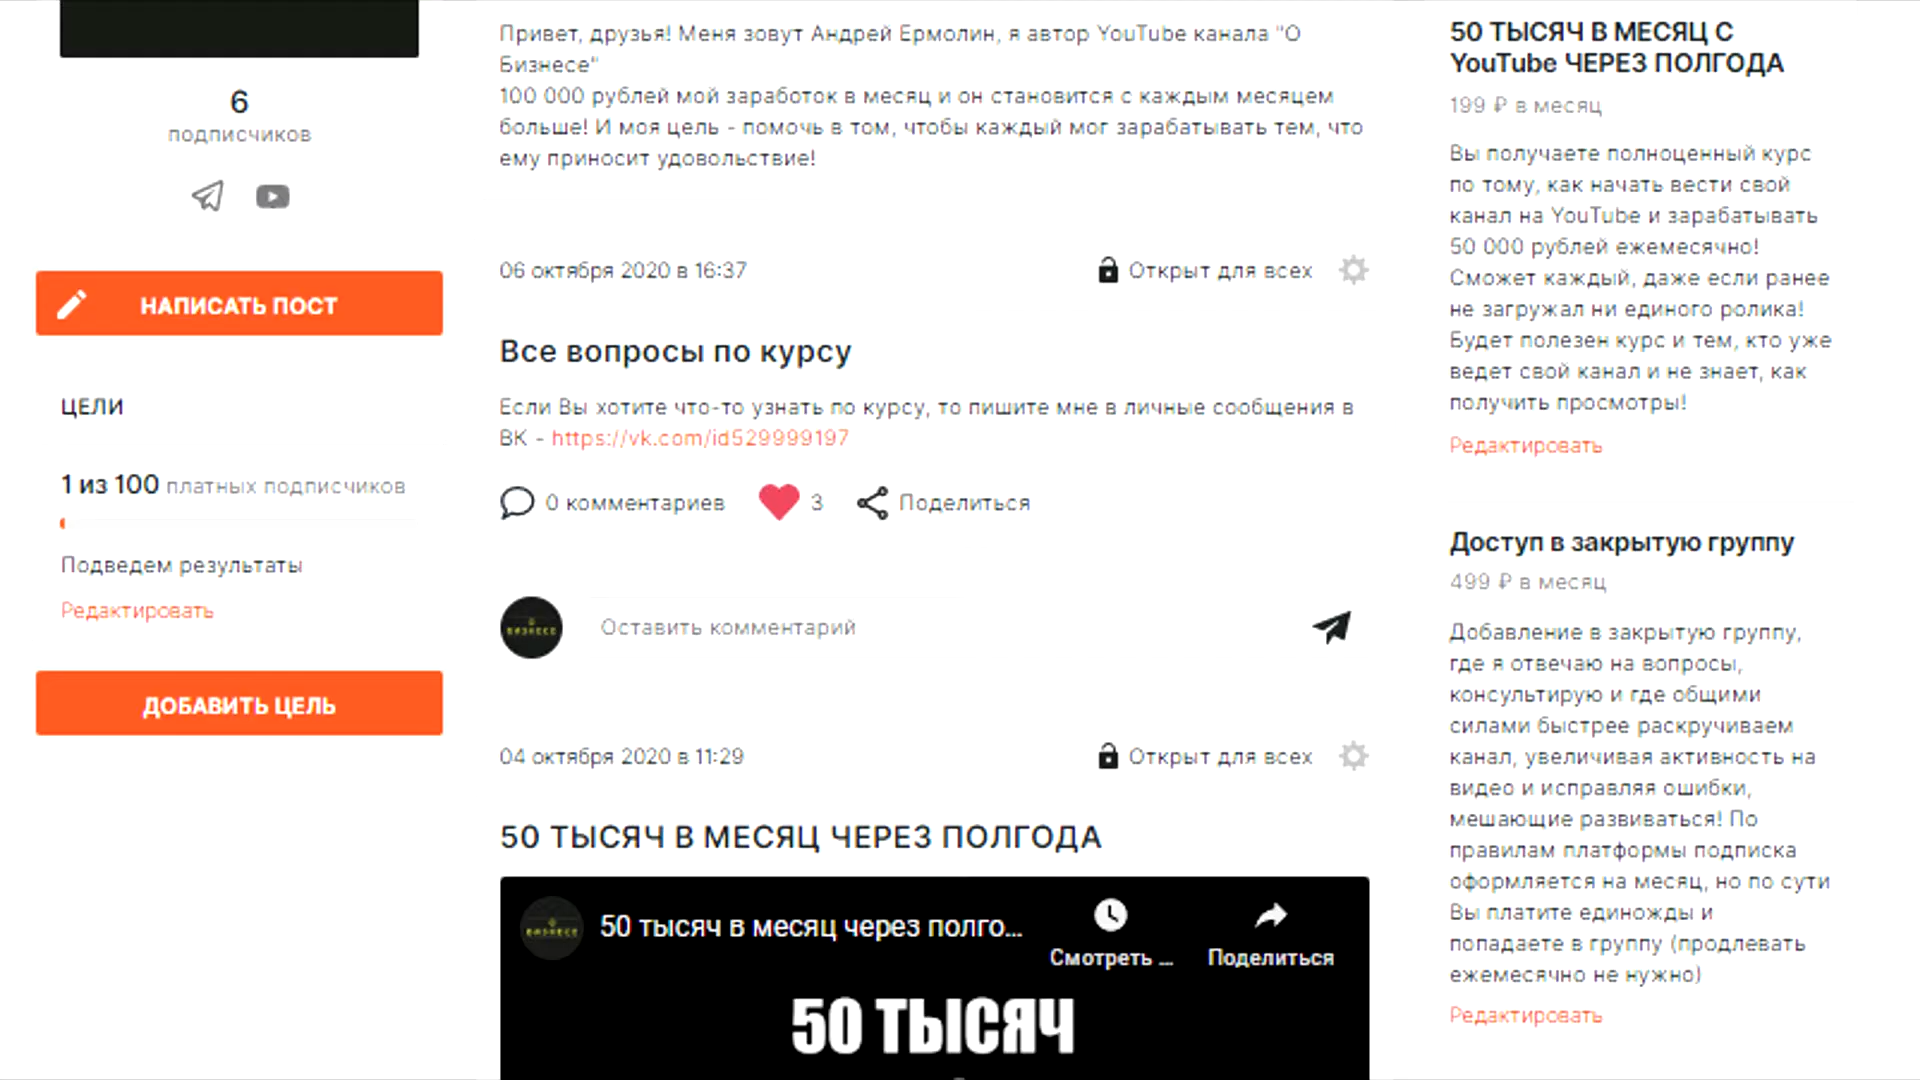 6
подписчиков
НАПИСАТЬ ПОСТ
ЦЕЛИ
1 из 100 платных подписчиков
Подведем результаты
Редактировать
ДОБАВИТЬ ЦЕЛЬ
Привет, друзья! Меня зовут Андрей Ермолин, я автор YouTube канала "О
Бизнесе"
100 000 рублей мой заработок в месяц и он становится с каждым месяцем
больше! И моя цель - помочь в том, чтобы каждый мог зарабатывать тем, что
ему приносит удовольствие!
06 октября 2020 в 16:37
Открыт для всех
Все вопросы по курсу
Если Вы хотите что-то узнать по курсу, то пишите мне в личные сообщения в
ВК - https://vk.com/id529999197
0 комментариев 3 Поделиться
БИЗНЕСЕ
Оставить комментарий
04 октября 2020 в 11:29
Открыт для всех
50 ТЫСЯЧ В МЕСЯЦ ЧЕРЕЗ ПОЛГОДА
БИЗНЕСЕ
50 тысяч в месяц через полго...
Смотреть ...
Поделиться
50 ТЫСЯЧ
50 ТЫСЯЧ В МЕСЯЦ С
YouTube ЧЕРЕЗ ПОЛГОДА
199 ₽ в месяц
Вы получаете полноценный курс
по тому, как начать вести свой
канал на YouTube и зарабатывать
50 000 рублей ежемесячно!
Сможет каждый, даже если ранее
не загружал ни единого ролика!
Будет полезен курс и тем, кто уже
ведет свой канал и не знает, как
получить просмотры!
Редактировать
Доступ в закрытую группу
499 ₽ в месяц
Добавление в закрытую группу,
где я отвечаю на вопросы,
консультирую и где общими
силами быстрее раскручиваем
канал, увеличивая активность на
видео и исправляя ошибки,
мешающие развиваться! По
правилам платформы подписка
оформляется на месяц, но по сути
Вы платите единожды и
попадаете в группу (продлевать
ежемесячно не нужно)
Редактировать